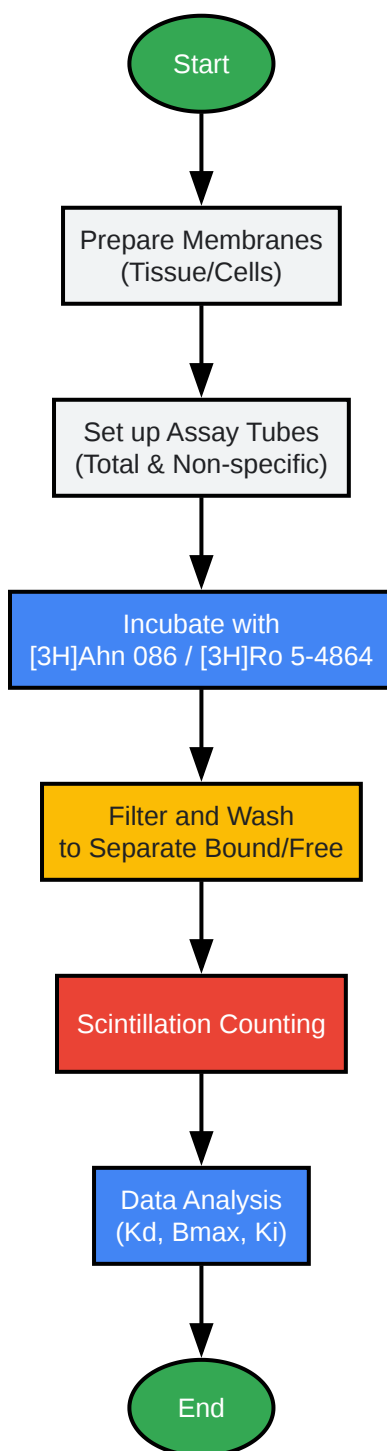 Start
Prepare Membranes
(Tissue/Cells)
Set up Assay Tubes
(Total & Non-specific)
Incubate with
[3H]Ahn 086 / [3H]Ro 5-4864
Filter and Wash
to Separate Bound/Free
Scintillation Counting
Data Analysis
(Kd, Bmax, Ki)
End